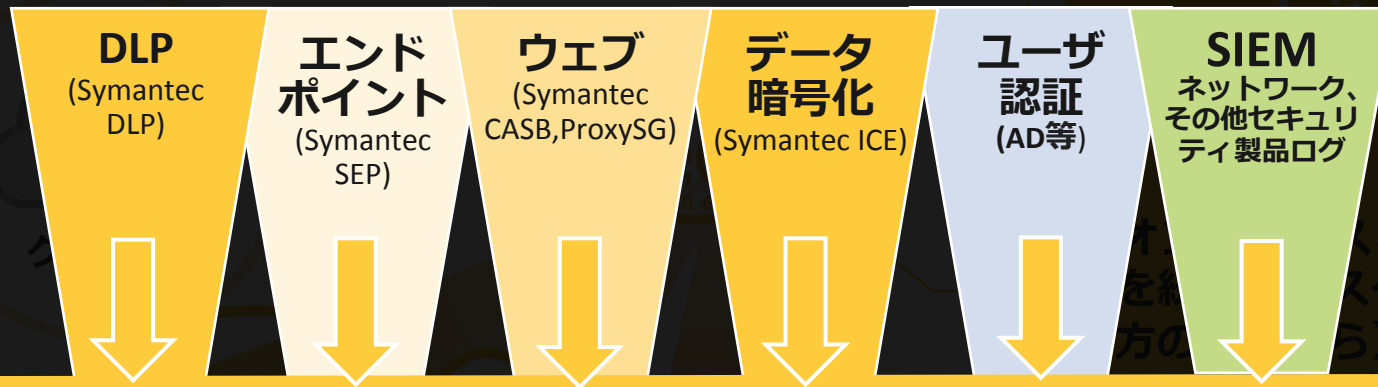 DLP
(Symantec
DLP)
エンド
ポイント
(Symantec
SEP)
ウェブ
(Symantec
CASB,ProxySG)
データ
暗号化
(Symantec ICE)
ユーザ
認証
(AD等)
SIEM
ネットワーク、
その他セキュリ
ティ製品ログ